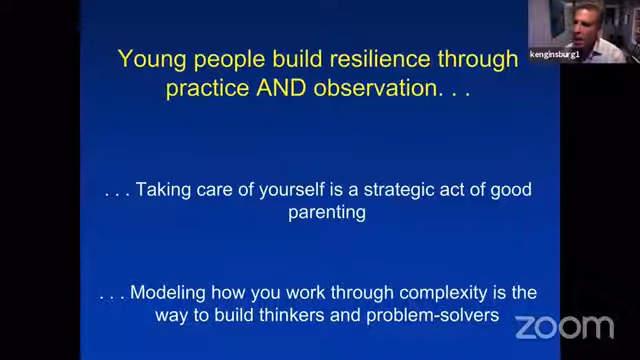 Young people build resilience through
practice AND observation. . .
. . . Taking care of yourself is a strategic act of good
parenting
. . . Modeling how you work through complexity is the
way to build thinkers and problem-solvers
kenginsburg1
zoom